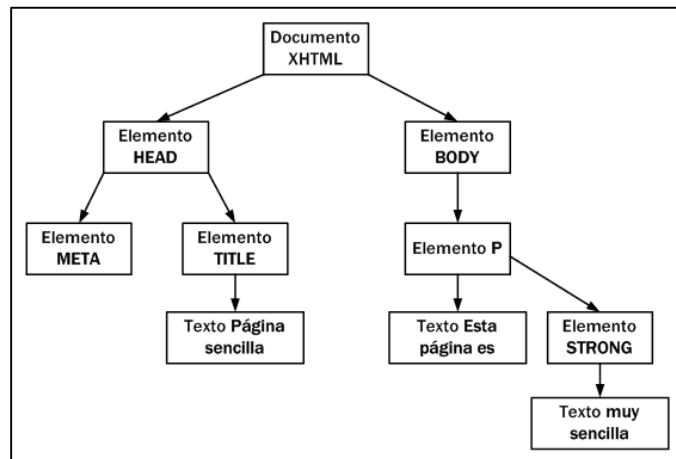 Documento
XHTML
Elemento
HEAD
Elemento
BODY
Elemento
META
Elemento
TITLE
Elemento P
Texto Página
sencilla
Texto Esta
página es
Elemento
STRONG
Texto muy
sencilla